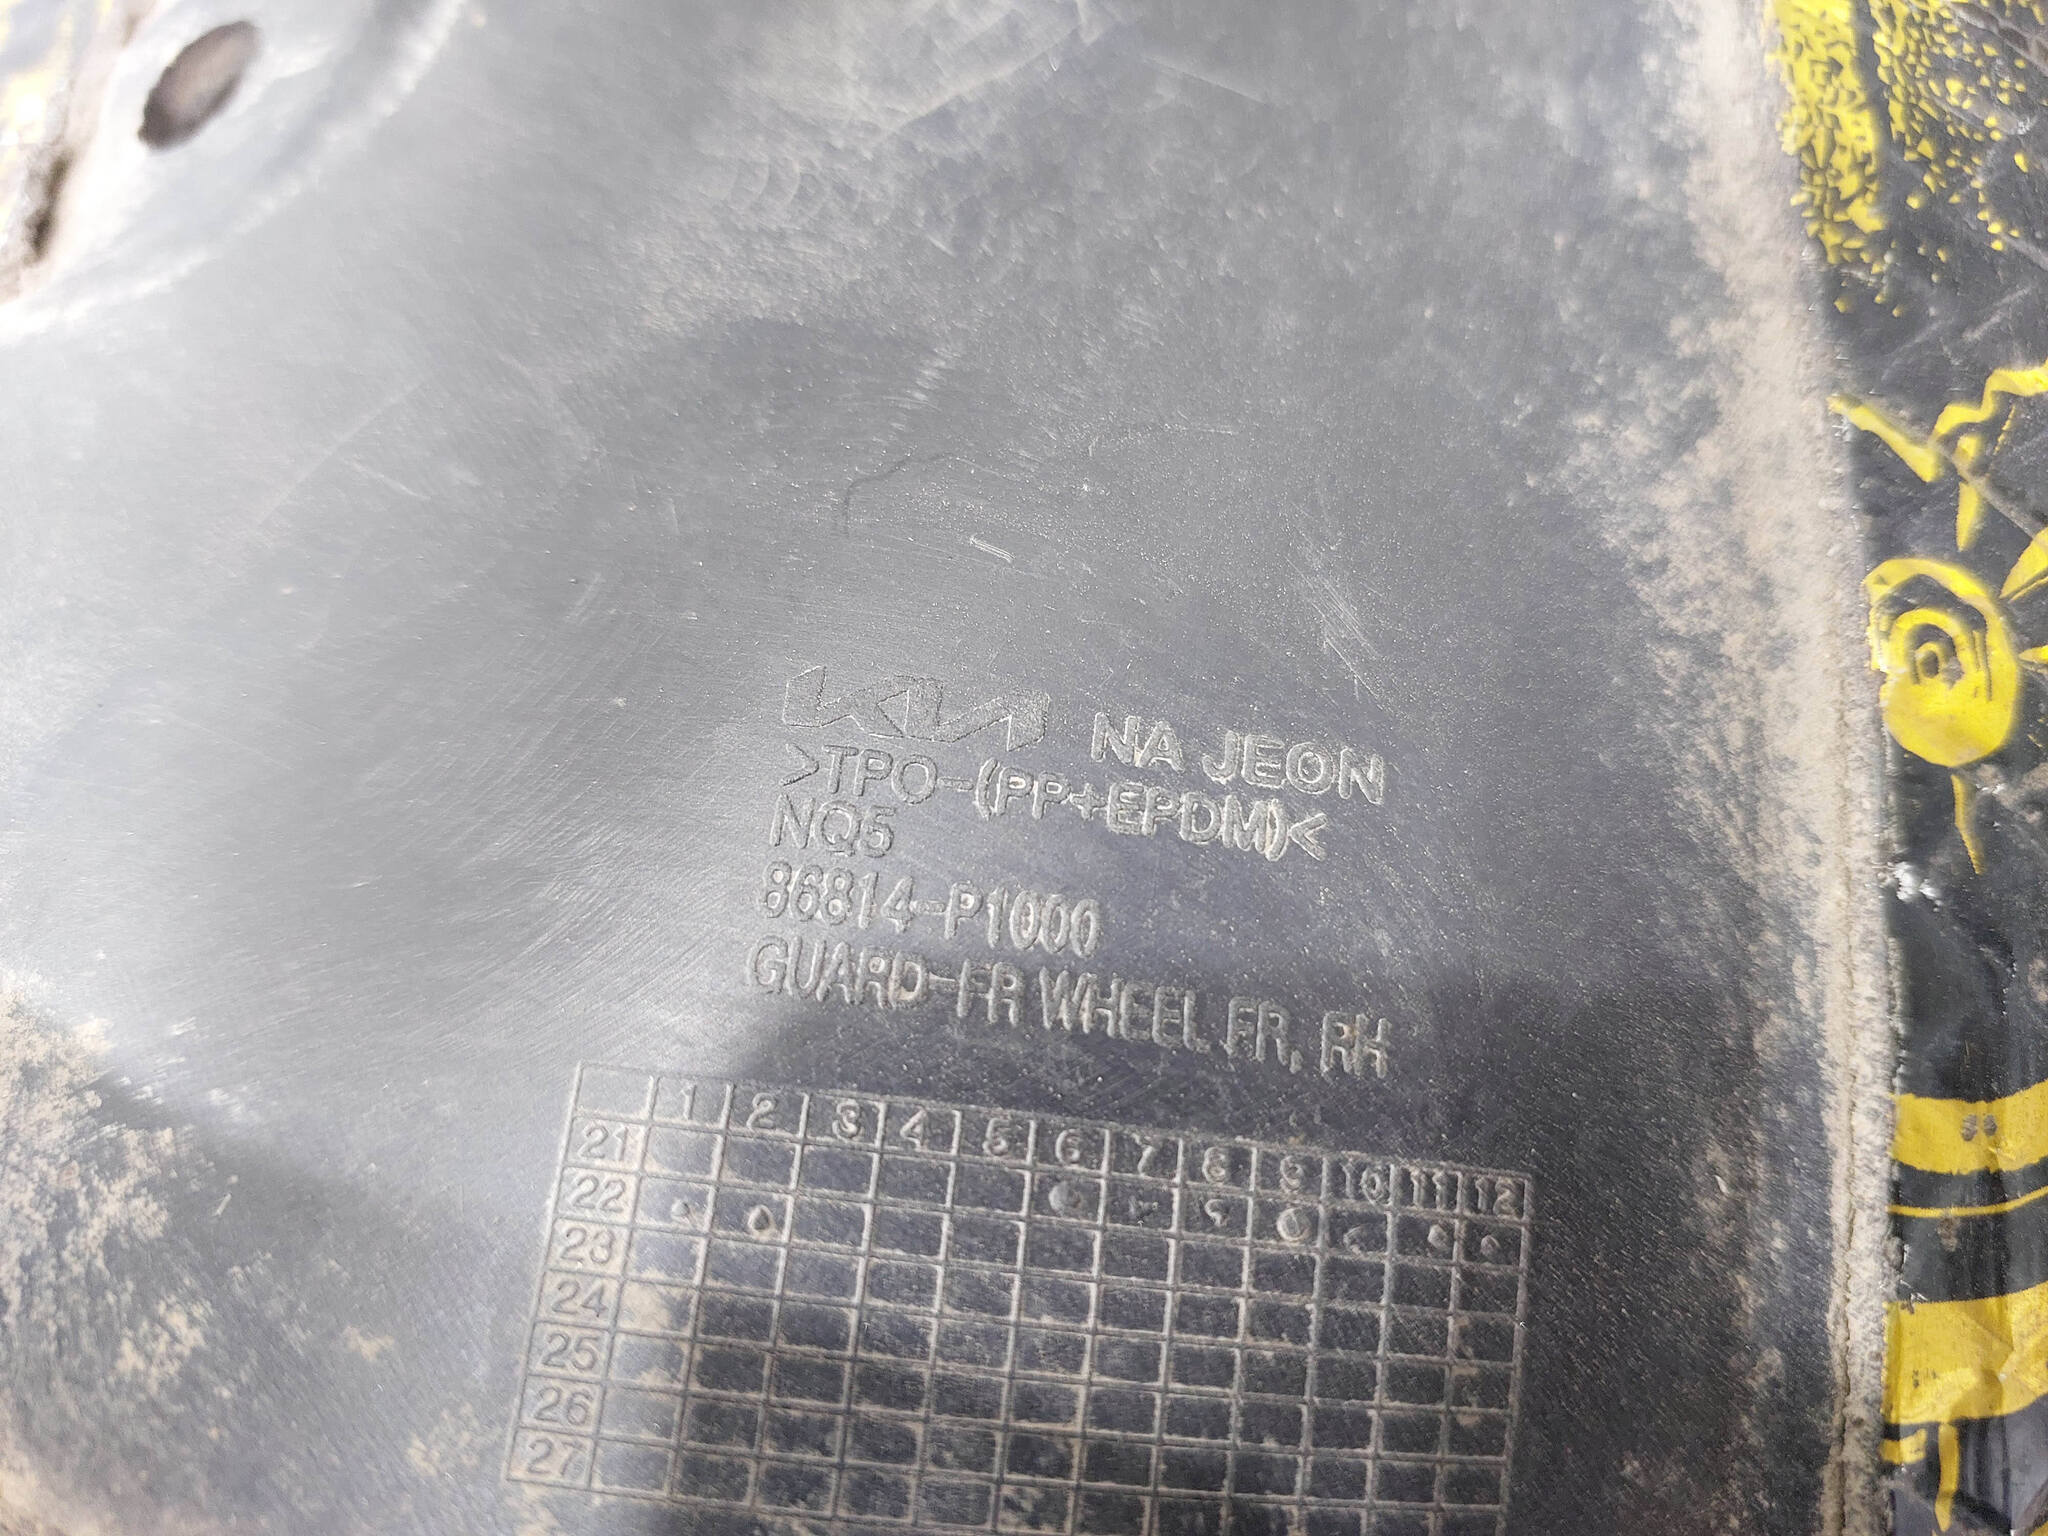 KIA NA JEON
>TPO-(PP+EPDM)<
NQ5
86814-P1000
GUARD-FR WHEEL FR, RH
1 2 3 4 5 6 7 8 9 10 11 12
21
22
23
24
25
26
27